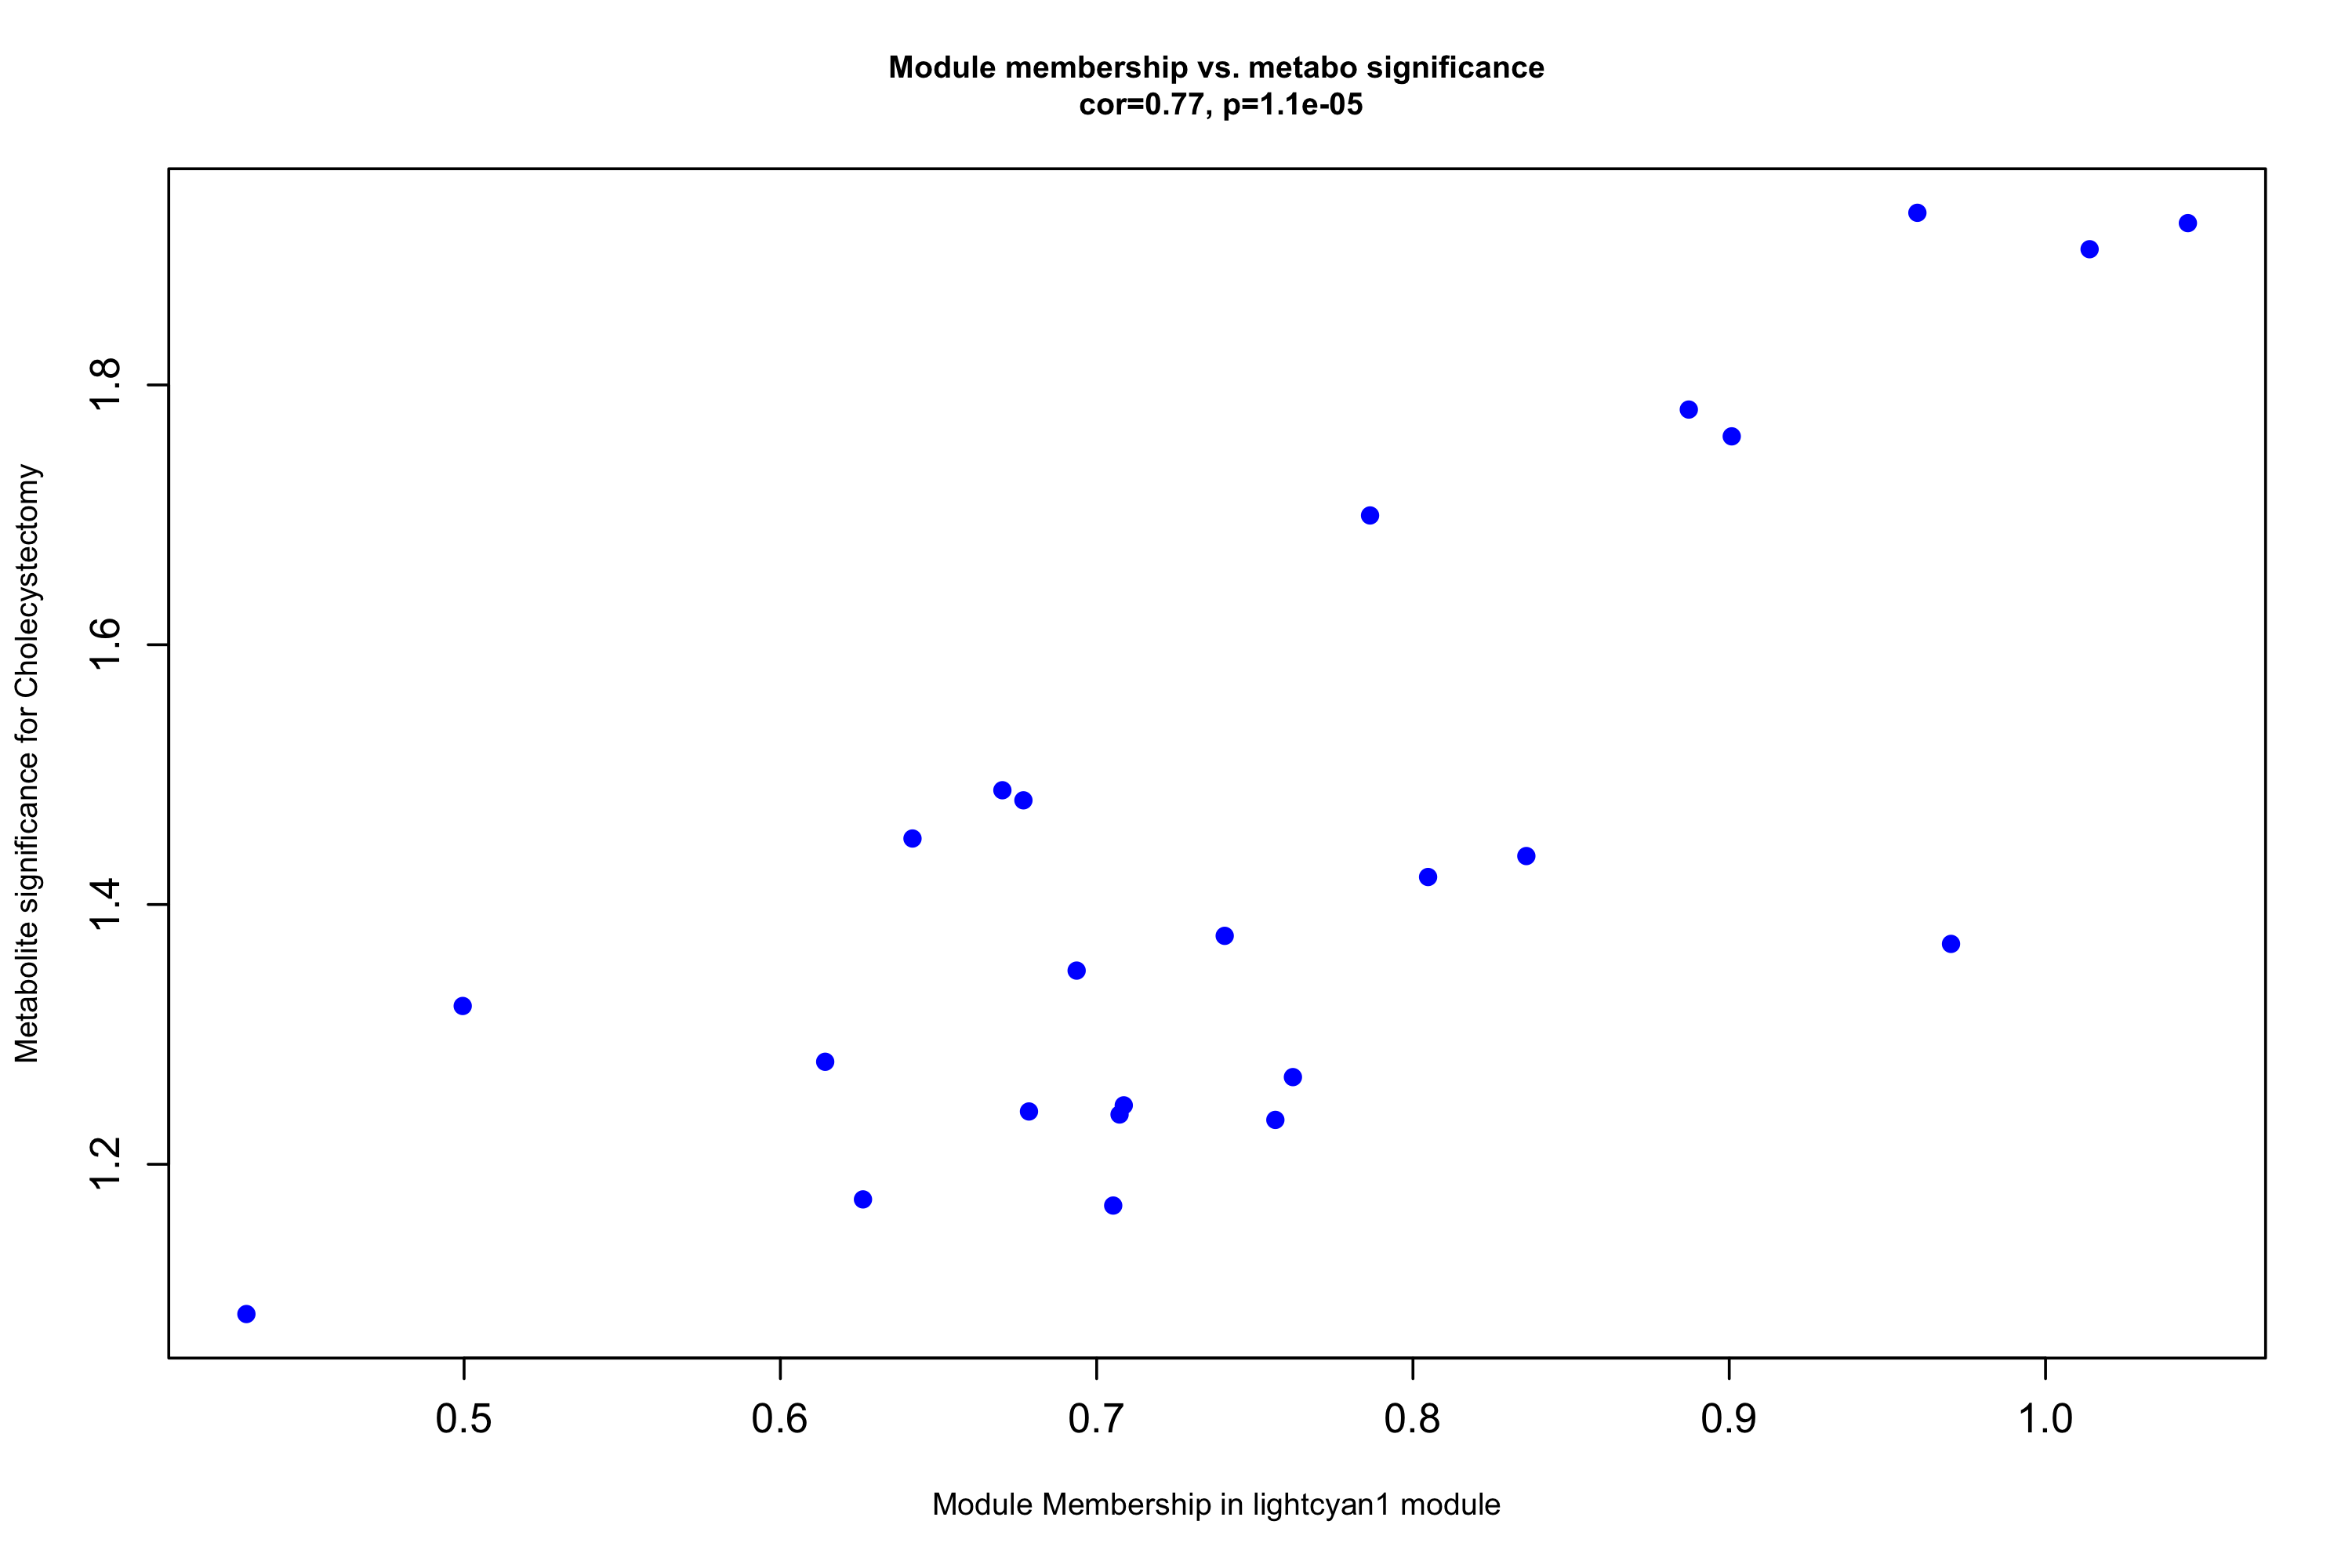 Module membership vs. metabo significance
cor=0.77, p=1.1e-05
Metabolite significance for Cholecystectomy
1.8
1.6
1.4
1.2
0.5 0.6 0.7 0.8 0.9 1.0
Module Membership in lightcyan1 module